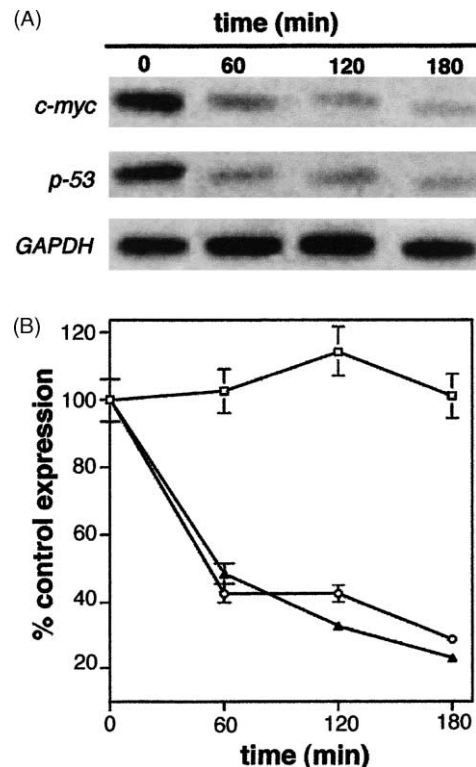 (A)
time (min)
0 60 120 180
c-myc
p-53
GAPDH
(B)
120
100
80
60
40
20
% control expression
0 60 120 180
time (min)